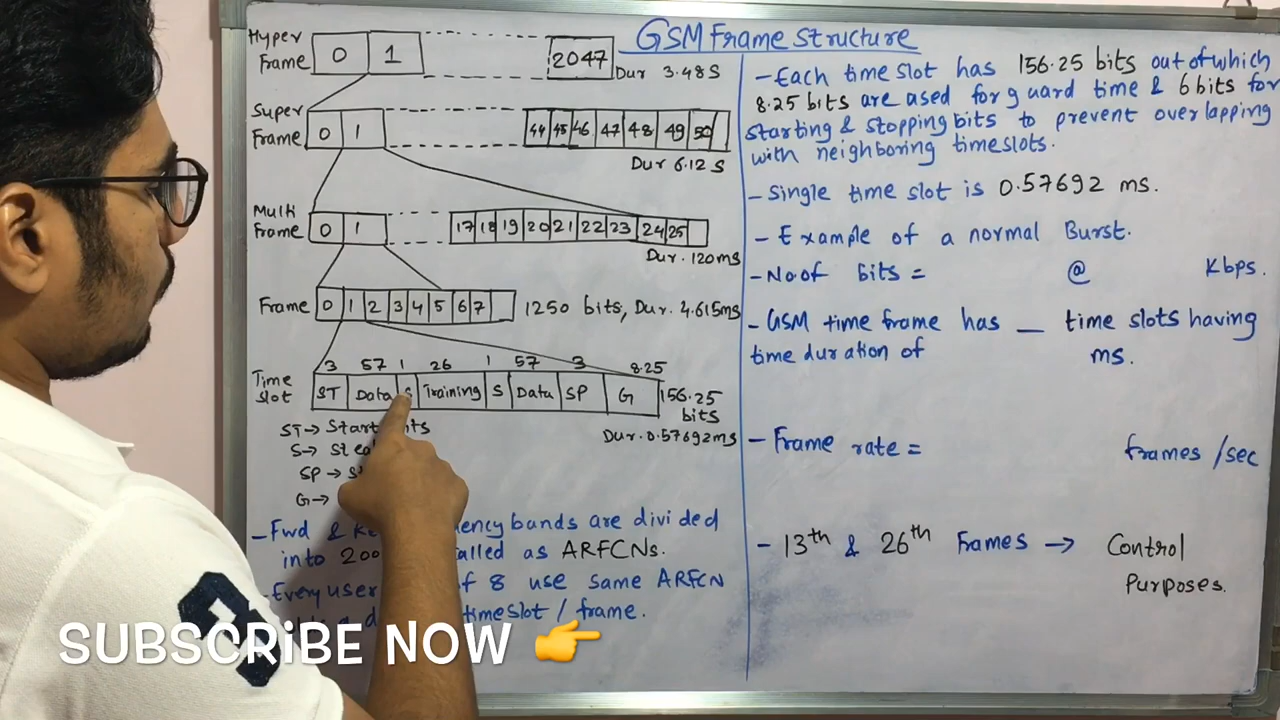 GSM Frame Structure
Hyper Frame 0 1 2047
Dur 3.48S
Super Frame 0 1 44 45 46 47 48 49 50
Dur 6.12 S
Multi Frame 0 1 17 18 19 20 21 22 23 24 25
Dur. 120ms
Frame 0 1 2 3 4 5 6 7 1250 bits, Dur. 4.615ms
3 57 1 26 1 57 3 8.25
Time Slot ST Data S Training S Data SP G 156.25 bits
Dur. 0.57692ms
ST→ Start
S→
SP→
G→
- Fwd & bands are divided
into called as ARFCNs.
- Every user of 8 use same ARFCN
timeslot / frame.
- Each time slot has 156.25 bits out of which
8.25 bits are ased for guard time & 6 bits for
starting & stopping bits to prevent overlapping
with neighboring timeslots.
- Single time slot is 0.57692 ms.
- Example of a normal Burst.
- No of bits = @ Kbps.
- GSM time frame has _ time slots having
time duration of ms.
- Frame rate = frames /sec
- 13th & 26th Frames → Control
Purposes.
SUBSCRIBE NOW 👉